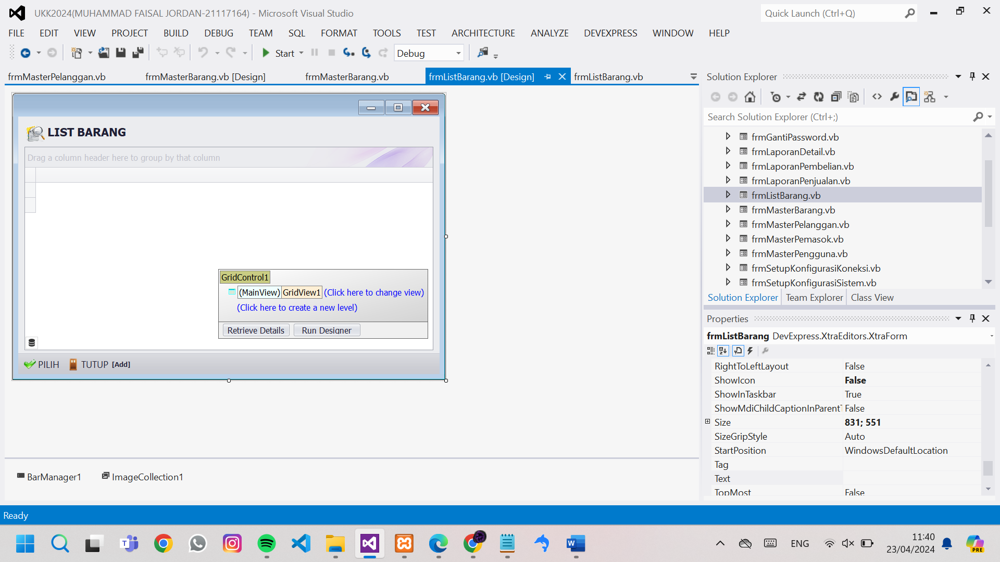 UKK2024(MUHAMMAD FAISAL JORDAN-21117164) - Microsoft Visual Studio
Quick Launch (Ctrl+Q)
FILE EDIT VIEW PROJECT BUILD DEBUG TEAM SQL FORMAT TOOLS TEST ARCHITECTURE ANALYZE DEVEXPRESS WINDOW HELP
Start Debug
frmMasterPelanggan.vb frmMasterBarang.vb [Design] frmMasterBarang.vb frmListBarang.vb [Design] frmListBarang.vb
LIST BARANG
Drag a column header here to group by that column
GridControl1
(MainView) GridView1 (Click here to change view)
(Click here to create a new level)
Retrieve Details Run Designer
PILIH TUTUP [Add]
BarManager1 ImageCollection1
Solution Explorer
Search Solution Explorer (Ctrl+;)
frmGantiPassword.vb
frmLaporanDetail.vb
frmLaporanPembelian.vb
frmLaporanPenjualan.vb
frmListBarang.vb
frmMasterBarang.vb
frmMasterPelanggan.vb
frmMasterPemasok.vb
frmMasterPengguna.vb
frmSetupKonfigurasiKoneksi.vb
frmSetupKonfigurasiSistem.vb
Solution Explorer Team Explorer Class View
Properties
frmListBarang DevExpress.XtraEditors.XtraForm
RightToLeftLayout False
ShowIcon False
ShowInTaskbar True
ShowMdiChildCaptionInParentT False
Size 831; 551
SizeGripStyle Auto
StartPosition WindowsDefaultLocation
Tag
Text
TopMost False
Ready
ENG
11:40
23/04/2024
PRE